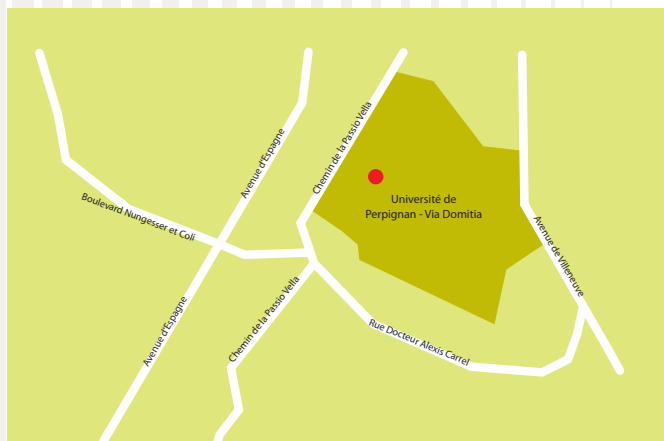 Avenue d'Espagne
Chemin de la Passio Vella
Université de
Perpignan - Via Domitia
Boulevard Nungesser et Coli
Avenue de Villeneuve
Avenue d'Espagne
Chemin de la Passio Vella
Rue Docteur Alexis Carrel